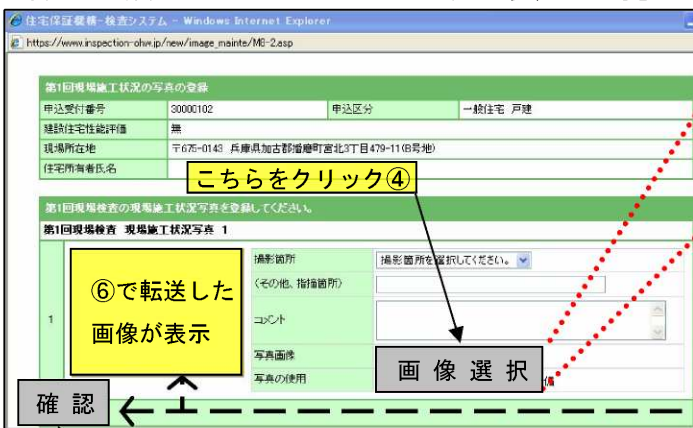 住宅保証機構-検査システム - Windows Internet Explorer
https://www.inspection-ohw.jp/new/image_mainte/M8-2.asp
第1回現場施工状況の写真の登録
申込受付番号 30000102 申込区分 一般住宅 戸建
建設住宅性能評価 無
現場所在地 〒675-0143 兵庫県加古郡播磨町宮北3丁目479-11(B号地)
住宅所有者氏名
こちらをクリック④
第1回現場検査の現場施工状況写真を登録してください。
第1回現場検査 現場施工状況写真 1
1
⑥で転送した
画像が表示
撮影箇所 撮影箇所を選択してください。
(その他、指摘箇所)
コメント
写真画像
写真の使用
画像選択
確認